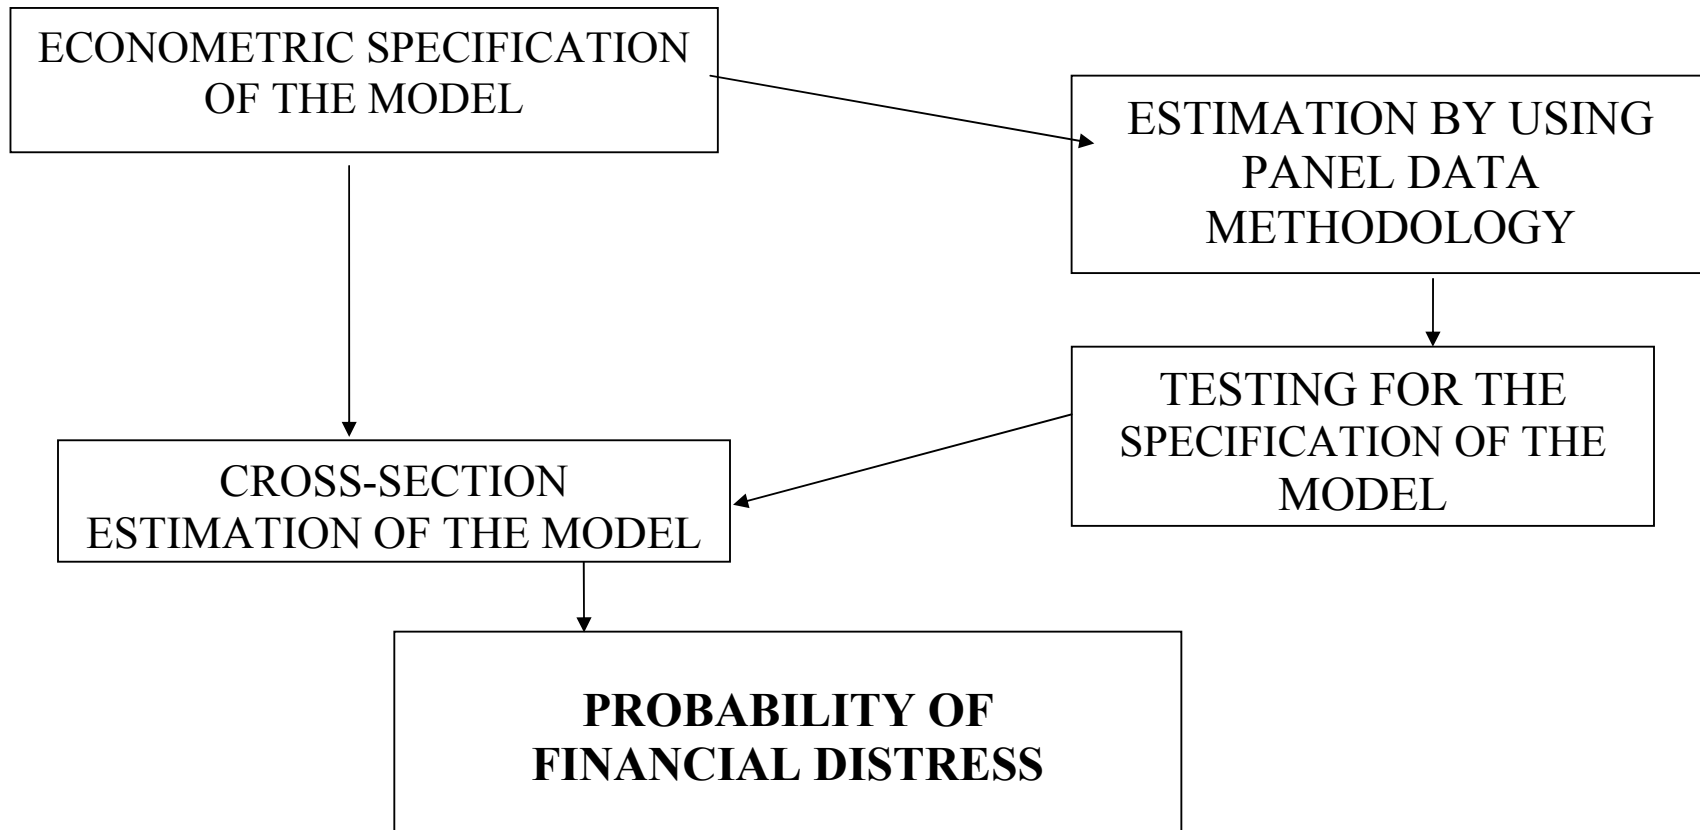 ECONOMETRIC SPECIFICATION
OF THE MODEL
ESTIMATION BY USING
PANEL DATA
METHODOLOGY
TESTING FOR THE
SPECIFICATION OF THE
MODEL
CROSS-SECTION
ESTIMATION OF THE MODEL
PROBABILITY OF
FINANCIAL DISTRESS